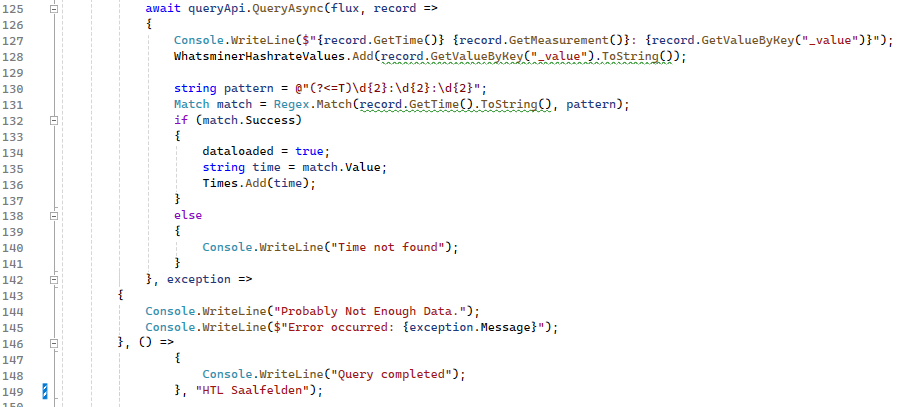 125 await queryApi.QueryAsync(flux, record =>
126 {
127 Console.WriteLine($"{record.GetTime()} {record.GetMeasurement()}: {record.GetValueByKey("_value")}");
128 WhatsminerHashrateValues.Add(record.GetValueByKey("_value").ToString());
129
130 string pattern = @"(?<=T)\d{2}:\d{2}:\d{2}";
131 Match match = Regex.Match(record.GetTime().ToString(), pattern);
132 if (match.Success)
133 {
134 dataloaded = true;
135 string time = match.Value;
136 Times.Add(time);
137 }
138 else
139 {
140 Console.WriteLine("Time not found");
141 }
142 }, exception =>
143 {
144 Console.WriteLine("Probably Not Enough Data.");
145 Console.WriteLine($"Error occurred: {exception.Message}");
146 }, () =>
147 {
148 Console.WriteLine("Query completed");
149 }, "HTL Saalfelden");